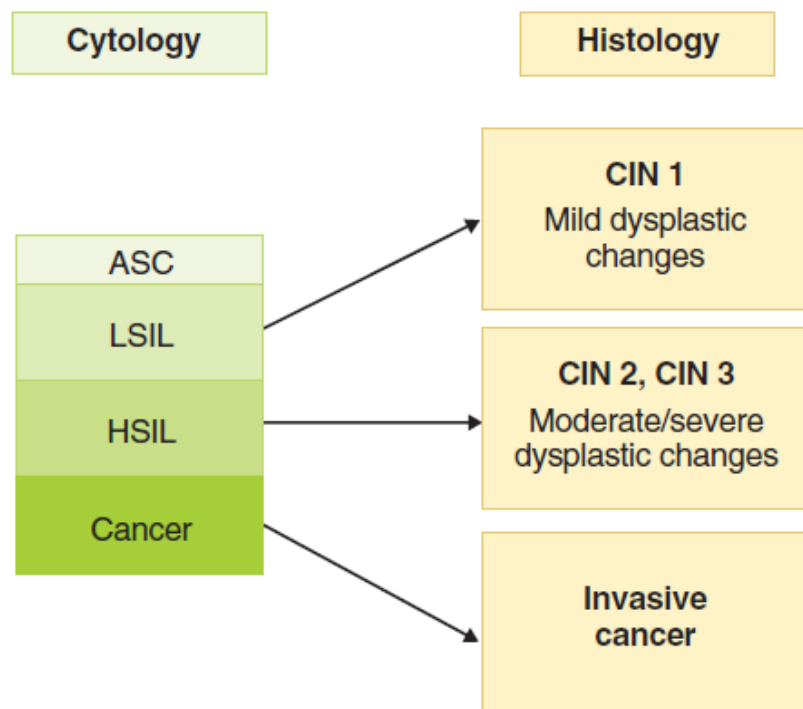 Cytology
Histology
ASC
LSIL
HSIL
Cancer
CIN 1
Mild dysplastic
changes
CIN 2, CIN 3
Moderate/severe
dysplastic changes
Invasive
cancer